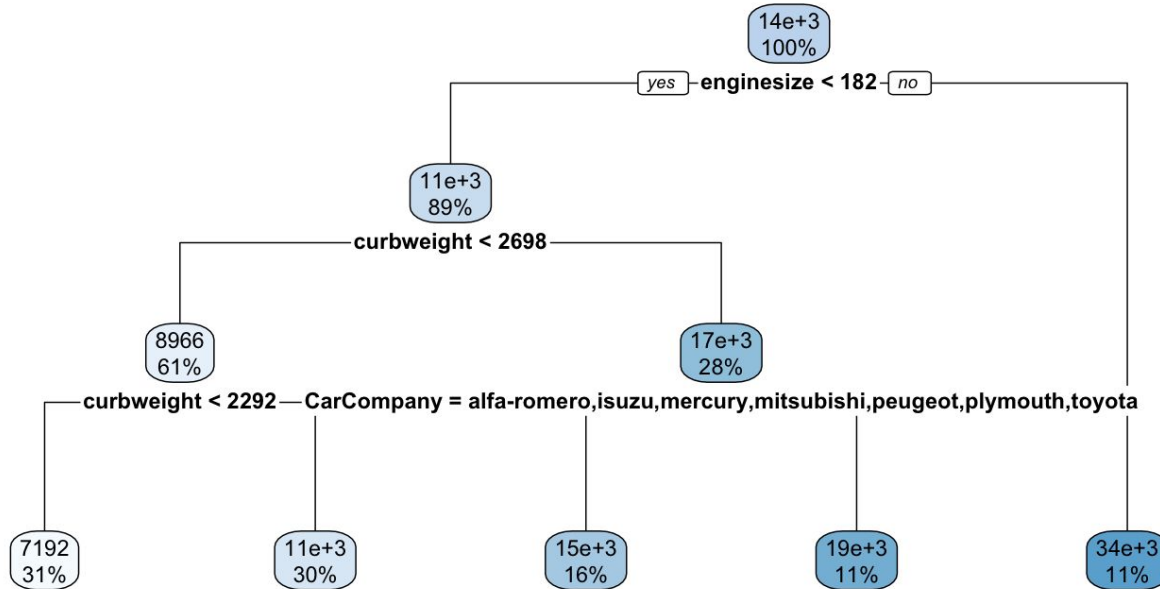 14e+3
100%
yes enginesize < 182 no
11e+3
89%
curbweight < 2698
8966
61%
17e+3
28%
curbweight < 2292 CarCompany = alfa-romero,isuzu,mercury,mitsubishi,peugeot,plymouth,toyota
7192
31%
11e+3
30%
15e+3
16%
19e+3
11%
34e+3
11%